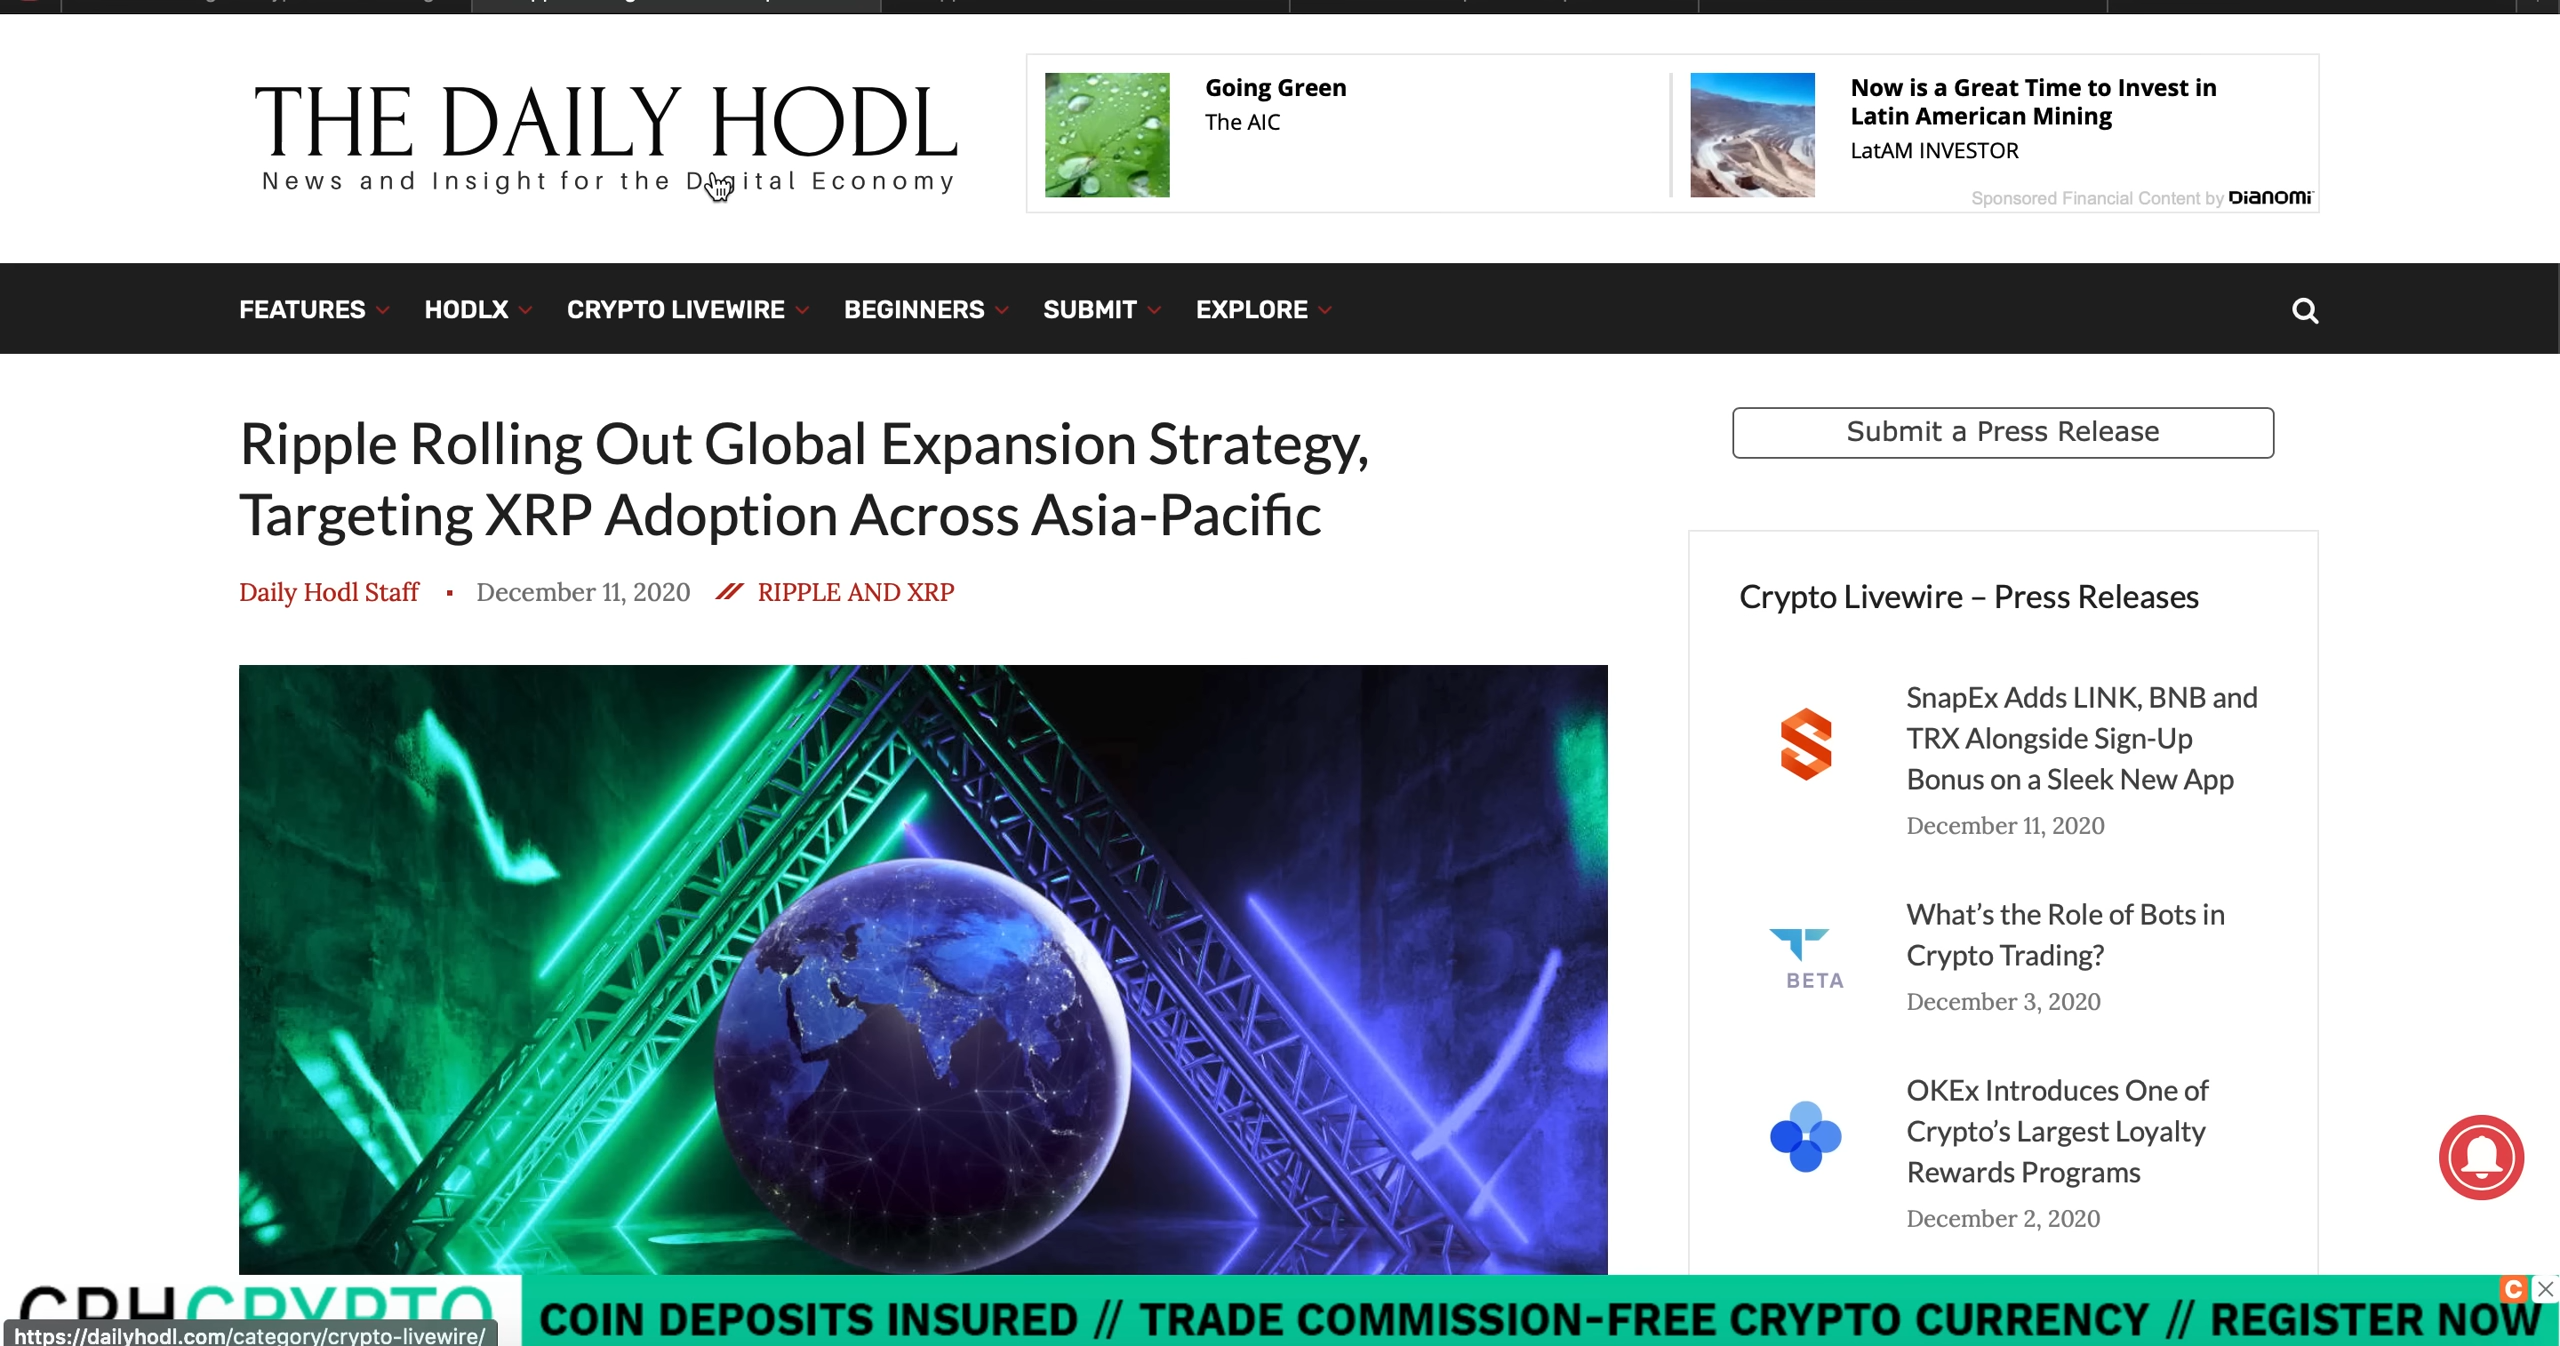 THE DAILY HODL
News and Insight for the Digital Economy
Going Green
The AIC
Now is a Great Time to Invest in
Latin American Mining
LatAM INVESTOR
Sponsored Financial Content by Dianomi
FEATURES HODLX CRYPTO LIVEWIRE BEGINNERS SUBMIT EXPLORE
Ripple Rolling Out Global Expansion Strategy,
Targeting XRP Adoption Across Asia-Pacific
Daily Hodl Staff ▪ December 11, 2020 // RIPPLE AND XRP
Submit a Press Release
Crypto Livewire – Press Releases
SnapEx Adds LINK, BNB and
TRX Alongside Sign-Up
Bonus on a Sleek New App
December 11, 2020
BETA
What’s the Role of Bots in
Crypto Trading?
December 3, 2020
OKEx Introduces One of
Crypto’s Largest Loyalty
Rewards Programs
December 2, 2020
CPHCRYPTO
COIN DEPOSITS INSURED // TRADE COMMISSION-FREE CRYPTO CURRENCY // REGISTER NOW
https://dailyhodl.com/category/crypto-livewire/